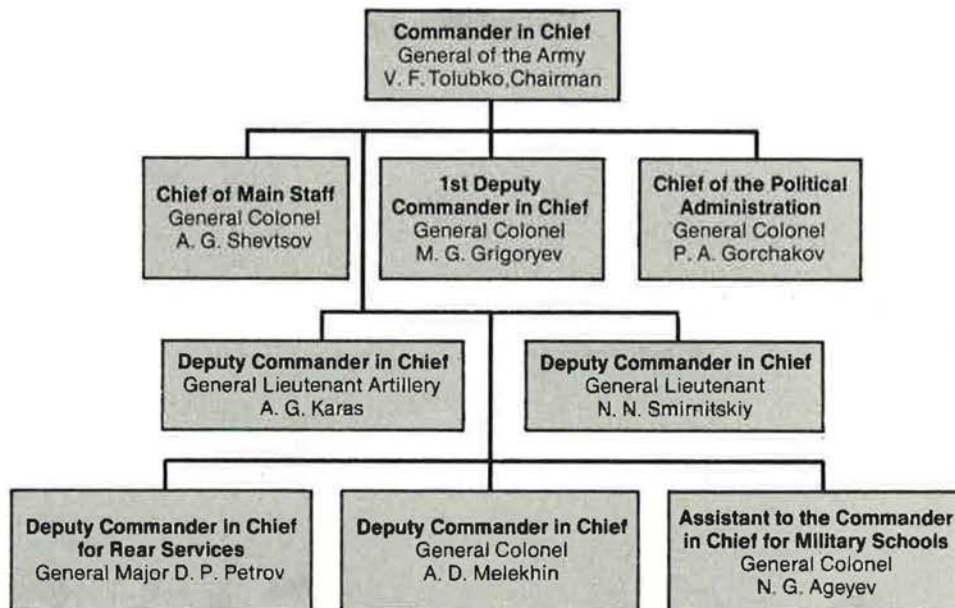 Commander in Chief
General of the Army
V. F. Tolubko,Chairman
Chief of Main Staff
General Colonel
A. G. Shevtsov
1st Deputy
Commander in Chief
General Colonel
M. G. Grigoryev
Chief of the Political
Administration
General Colonel
P. A. Gorchakov
Deputy Commander in Chief
General Lieutenant Artillery
A. G. Karas
Deputy Commander in Chief
General Lieutenant
N. N. Smirnitskiy
Deputy Commander in Chief
for Rear Services
General Major D. P. Petrov
Deputy Commander in Chief
General Colonel
A. D. Melekhin
Assistant to the Commander
in Chief for Military Schools
General Colonel
N. G. Ageyev